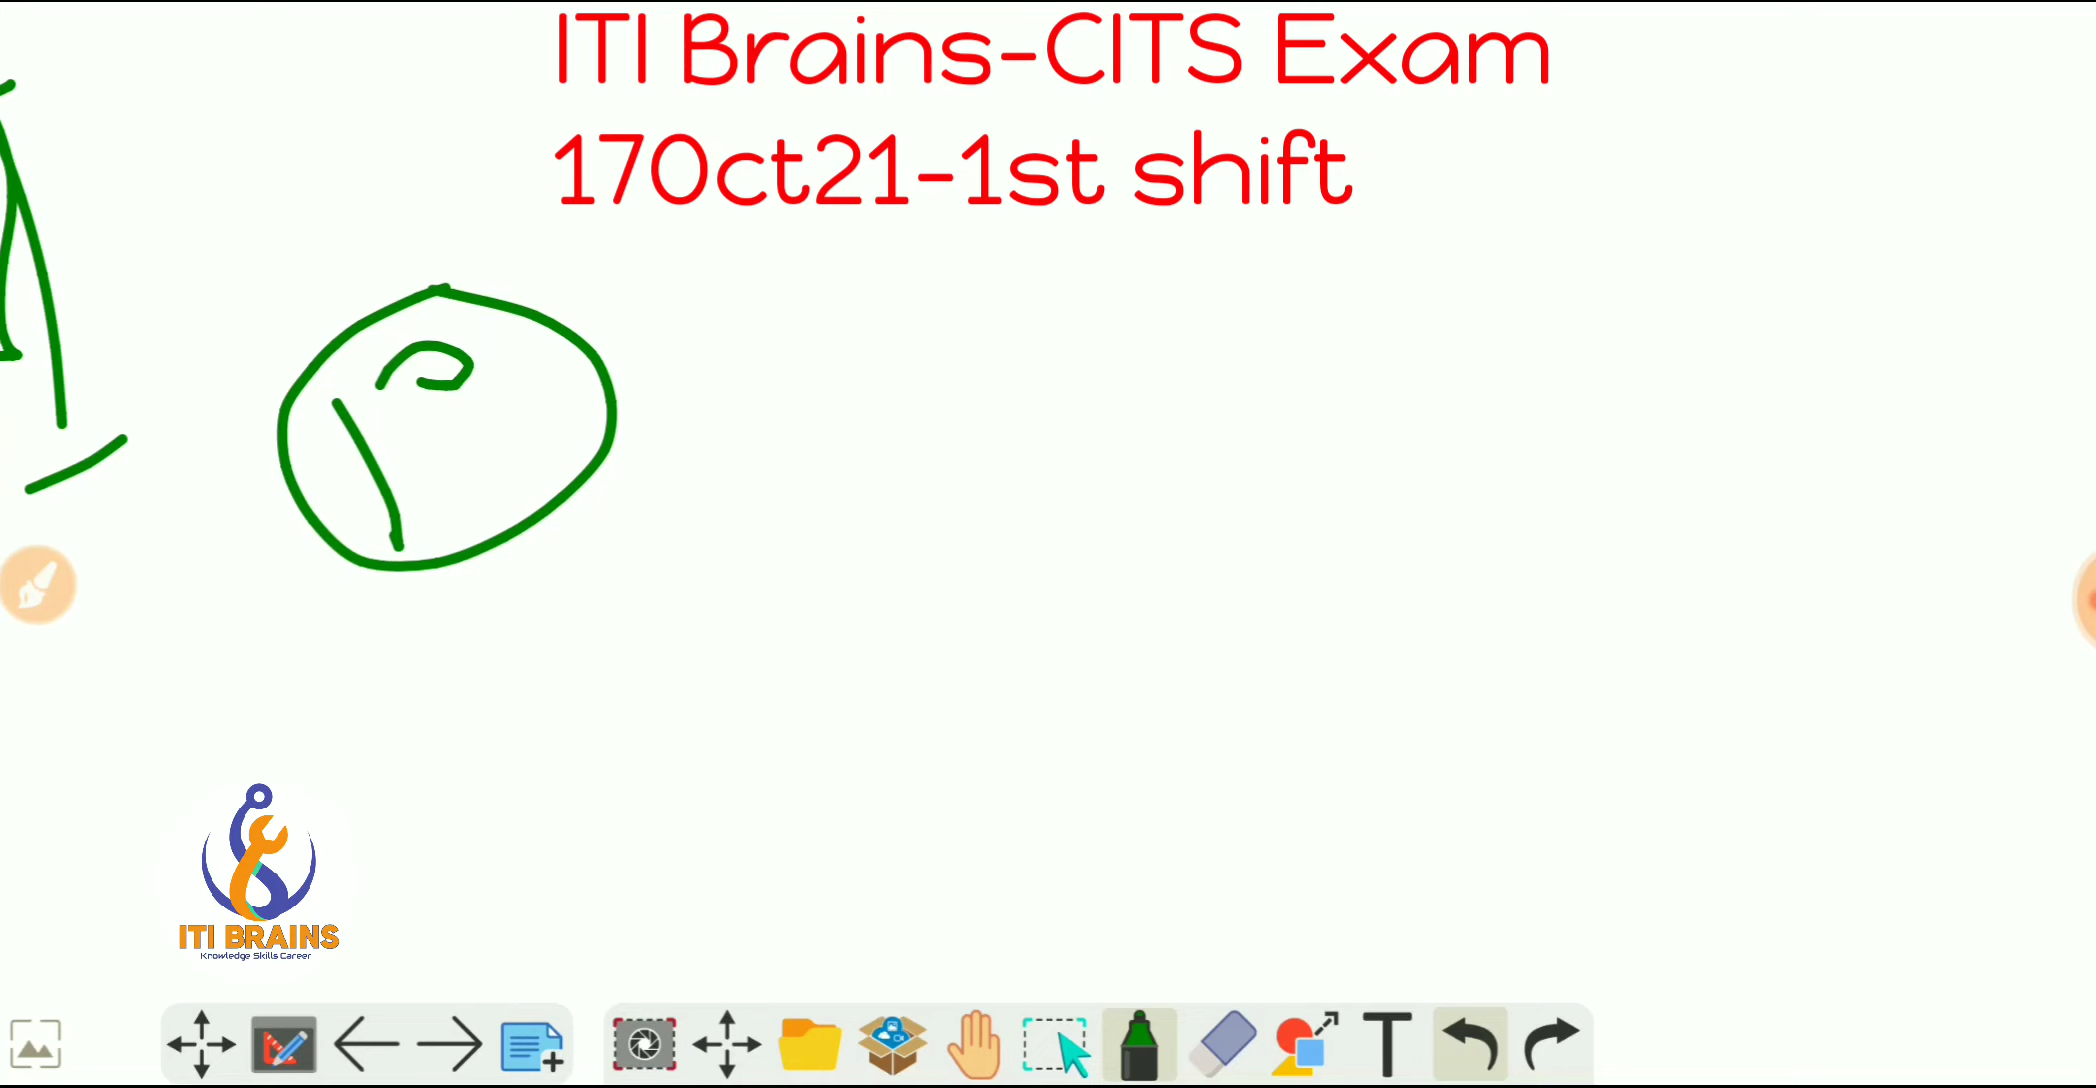 ITI Brains-CITS Exam
17Oct21-1st shift
P
ITI BRAINS
Knowledge Skills Career
T